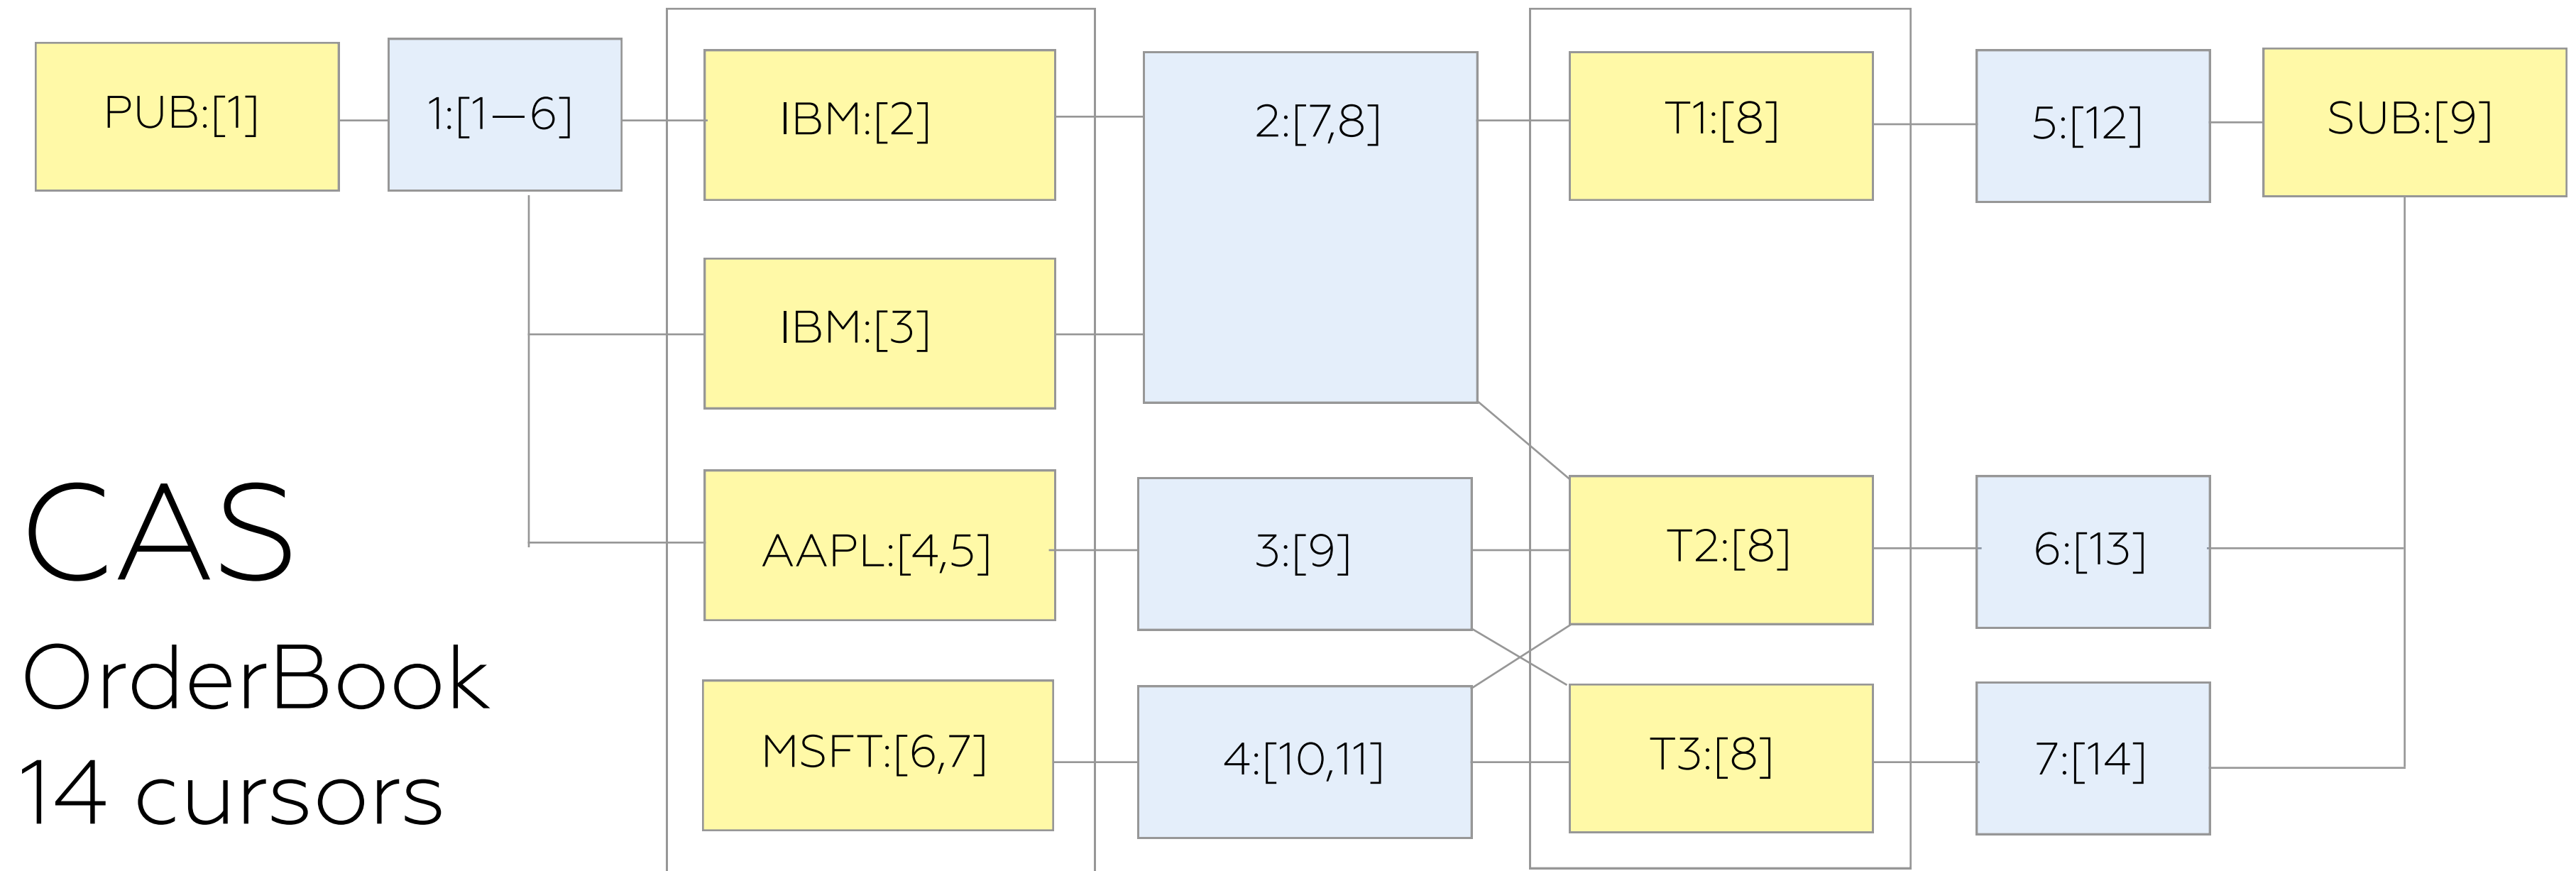 PUB:[1]
1:[1—6]
IBM:[2]
2:[7,8]
T1:[8]
5:[12]
SUB:[9]
IBM:[3]
AAPL:[4,5]
3:[9]
T2:[8]
6:[13]
MSFT:[6,7]
4:[10,11]
T3:[8]
7:[14]
CAS
OrderBook
14 cursors